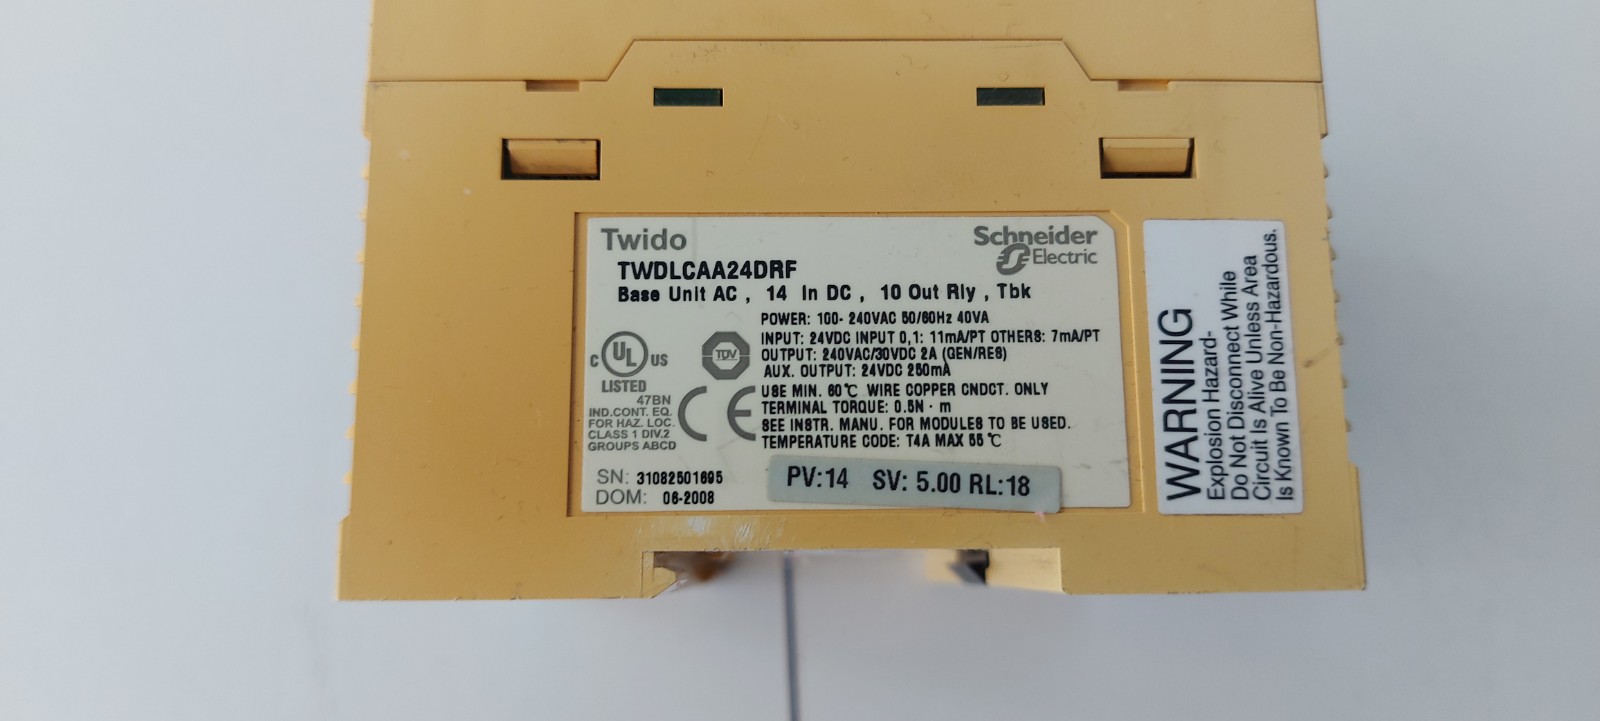 Twido
Schneider
Electric
TWDLCAA24DRF
Base Unit AC , 14 In DC , 10 Out Rly , Tbk
POWER: 100- 240VAC 50/60Hz 40VA
INPUT: 24VDC INPUT 0,1: 11mA/PT OTHERS: 7mA/PT
OUTPUT: 240VAC/30VDC 2A (GEN/RES)
AUX. OUTPUT: 24VDC 250mA
USE MIN. 60℃ WIRE COPPER CNDCT. ONLY
TERMINAL TORQUE: 0.5N · m
SEE INSTR. MANU. FOR MODULES TO BE USED.
TEMPERATURE CODE: T4A MAX 55℃
C UL US
LISTED
47BN
IND.CONT. EQ.
FOR HAZ. LOC.
CLASS 1 DIV.2
GROUPS ABCD
TÜV
CE
SN: 31082501695
DOM: 06-2008
PV:14 SV: 5.00 RL:18
WARNING
Explosion Hazard-
Do Not Disconnect While
Circuit Is Alive Unless Area
Is Known To Be Non-Hazardous.